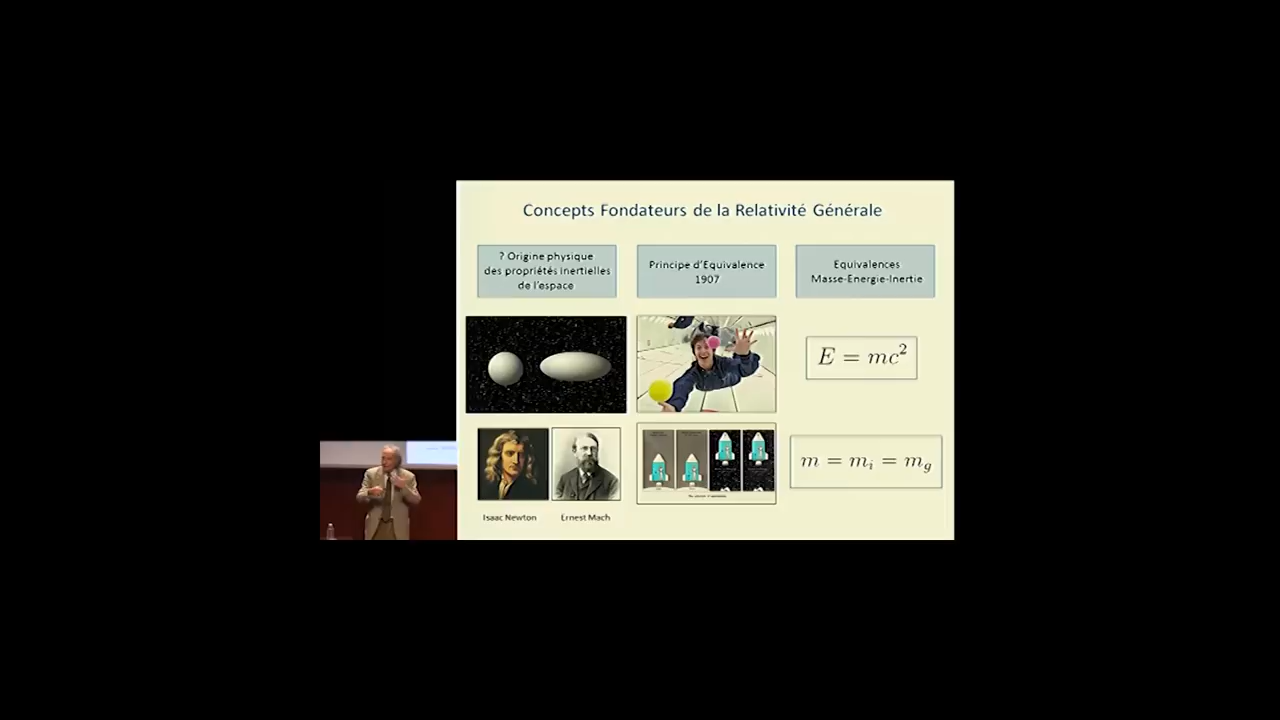 Concepts Fondateurs de la Relativité Générale
? Origine physique
des propriétés inertielles
de l'espace
Principe d'Equivalence
1907
Equivalences
Masse-Energie-Inertie
E = mc²
m = mᵢ = m_g
Isaac Newton
Ernest Mach